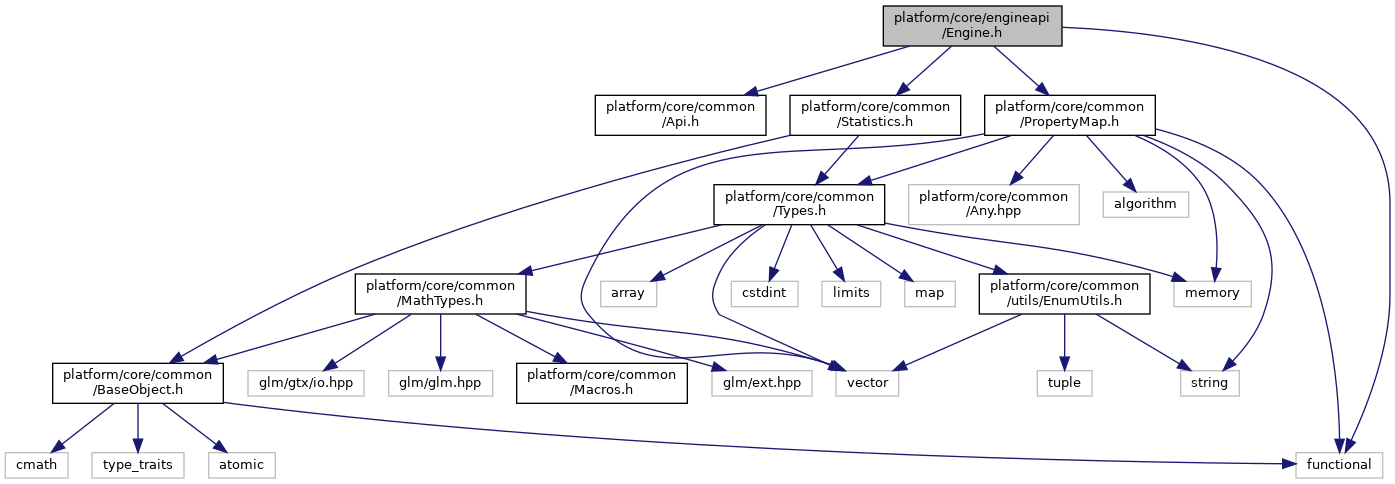 platform/core/engineapi
/Engine.h
platform/core/common
/Api.h
platform/core/common
/Statistics.h
platform/core/common
/PropertyMap.h
platform/core/common
/Types.h
platform/core/common
/Any.hpp
algorithm
platform/core/common
/MathTypes.h
array
cstdint
limits
map
platform/core/common
/utils/EnumUtils.h
memory
platform/core/common
/BaseObject.h
glm/gtx/io.hpp
glm/glm.hpp
platform/core/common
/Macros.h
glm/ext.hpp
vector
tuple
string
cmath
type_traits
atomic
functional